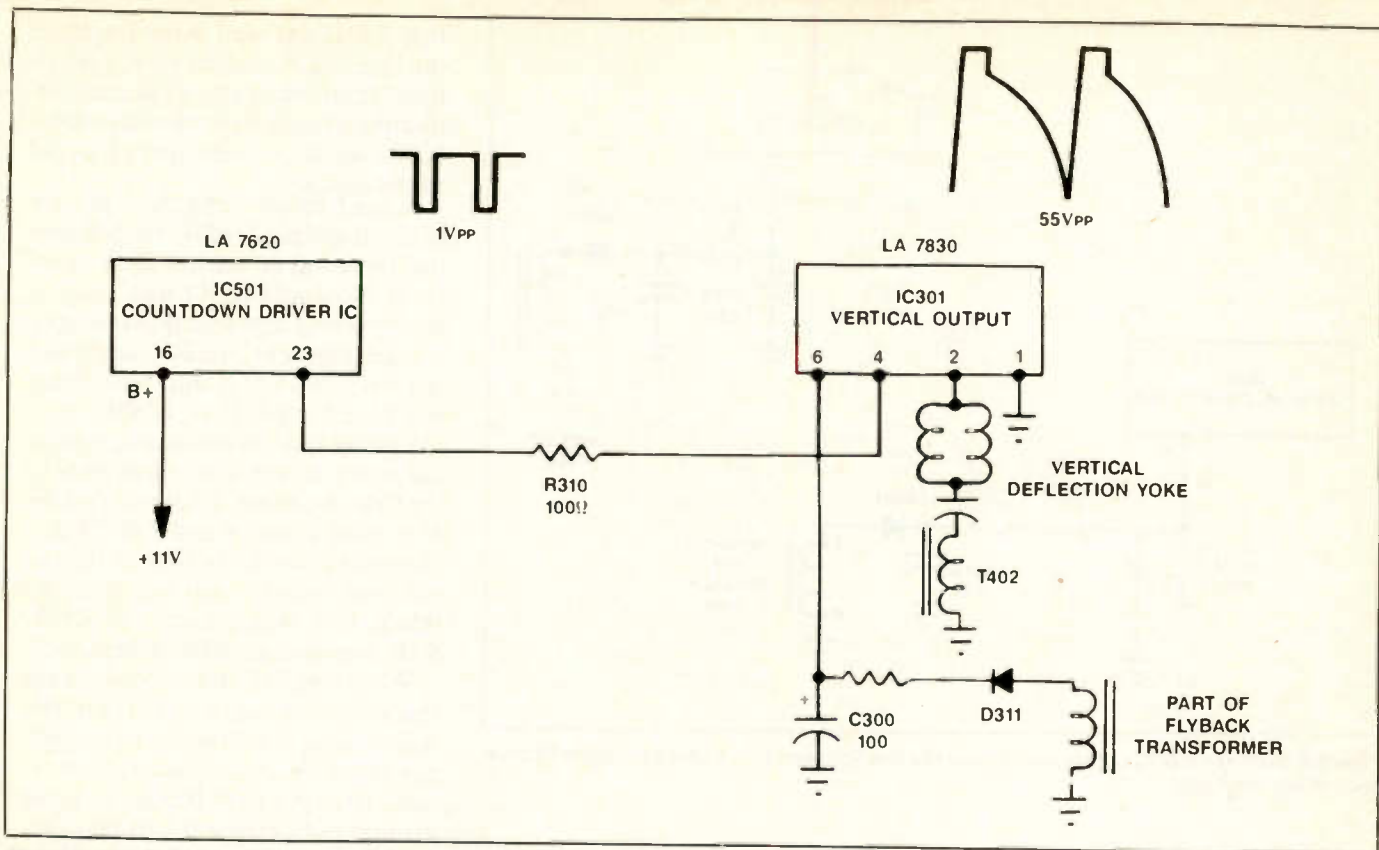 1VPP
55VPP
LA 7620
LA 7830
IC501
COUNTDOWN DRIVER IC
IC301
VERTICAL OUTPUT
16 23
6 4 2 1
B+
R310
100Ω
VERTICAL
DEFLECTION YOKE
+11V
T402
+
C300
100
D311
PART OF
FLYBACK
TRANSFORMER